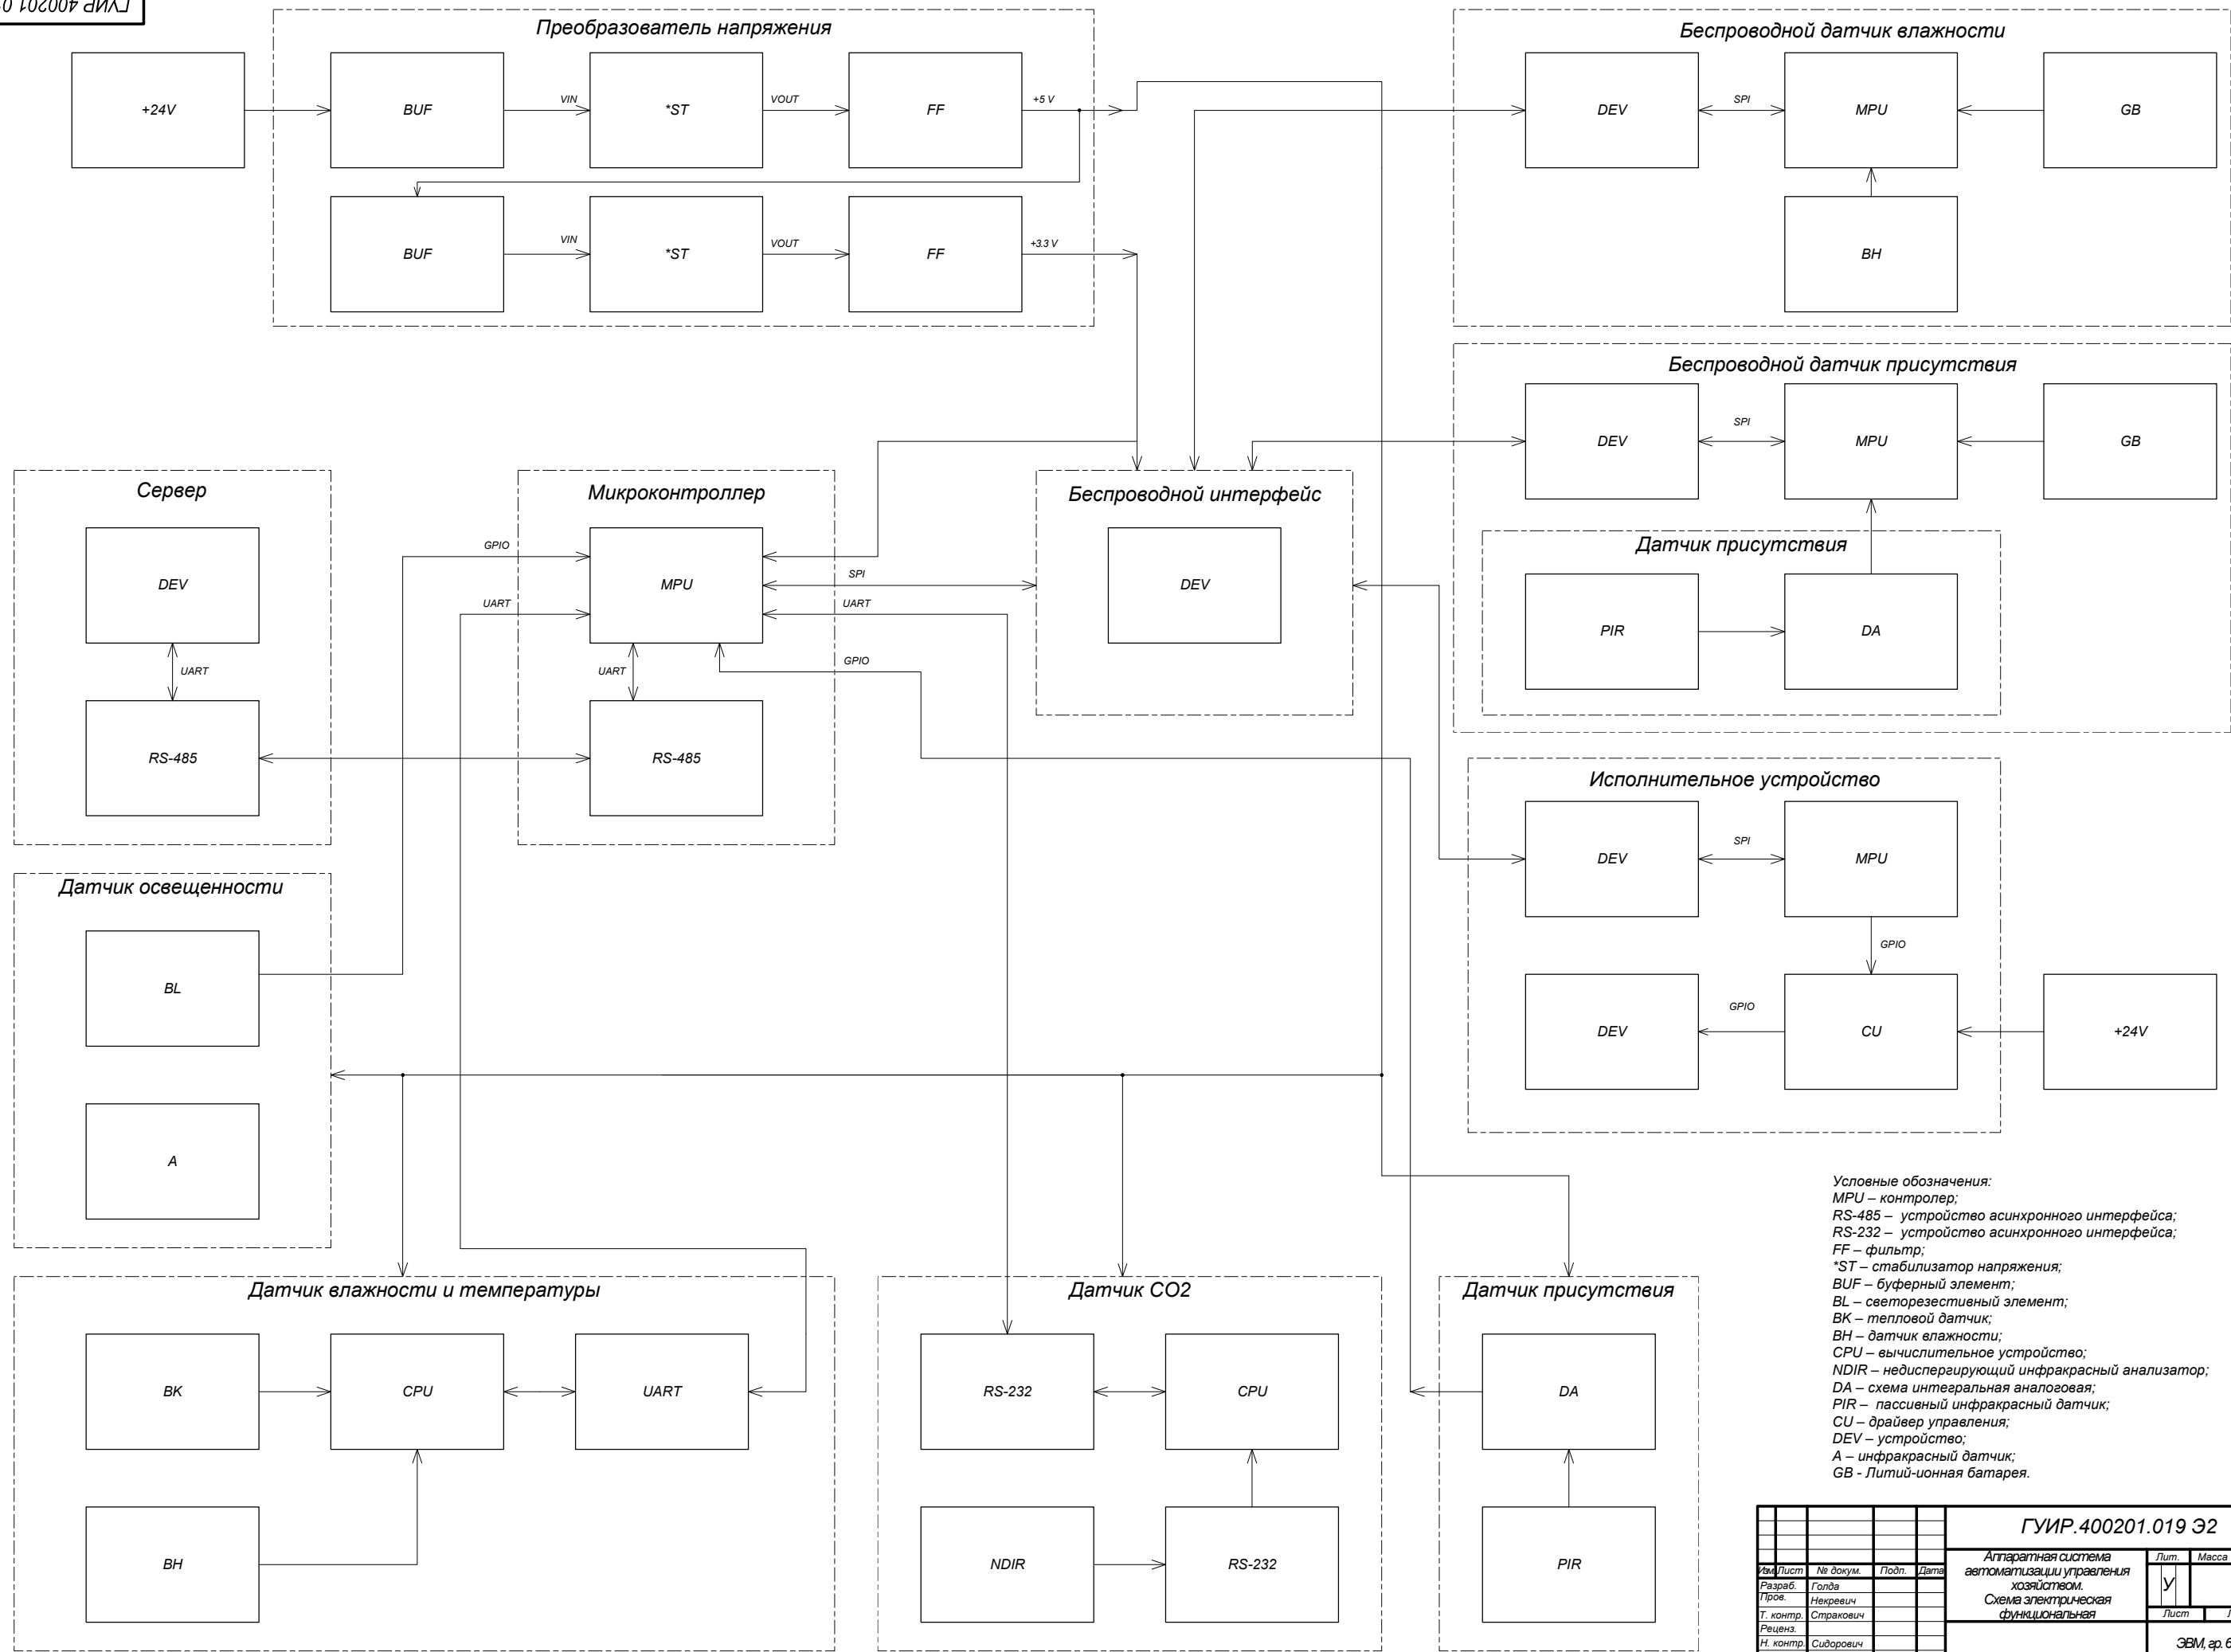 ГУИР.400201.01
Преобразователь напряжения
+24V
BUF
VIN
*ST
VOUT
FF
+5 V
BUF
VIN
*ST
VOUT
FF
+3.3 V
Беспроводной датчик влажности
DEV
SPI
MPU
GB
BH
Беспроводной датчик присутствия
DEV
SPI
MPU
GB
Датчик присутствия
PIR
DA
Сервер
DEV
UART
RS-485
Микроконтроллер
GPIO
UART
MPU
SPI
UART
GPIO
UART
RS-485
Беспроводной интерфейс
DEV
Исполнительное устройство
DEV
SPI
MPU
GPIO
DEV
GPIO
CU
+24V
Датчик освещенности
BL
A
Датчик влажности и температуры
BK
CPU
UART
BH
Датчик CO2
RS-232
CPU
NDIR
RS-232
Датчик присутствия
DA
PIR
Условные обозначения:
MPU – контролер;
RS-485 – устройство асинхронного интерфейса;
RS-232 – устройство асинхронного интерфейса;
FF – фильтр;
*ST – стабилизатор напряжения;
BUF – буферный элемент;
BL – светорезестивный элемент;
BK – тепловой датчик;
BH – датчик влажности;
CPU – вычислительное устройство;
NDIR – недиспергирующий инфракрасный анализатор;
DA – схема интегральная аналоговая;
PIR – пассивный инфракрасный датчик;
CU – драйвер управления;
DEV – устройство;
A – инфракрасный датчик;
GB - Литий-ионная батарея.
ГУИР.400201.019 Э2
Изм Лист № докум. Подп. Дата
Разраб. Голда
Пров. Некревич
Т. контр. Стракович
Реценз.
Н. контр. Сидорович
Аппаратная система
автоматизации управления
хозяйством.
Схема электрическая
функциональная
Лит. Масса
У
Лист
ЭВМ, гр.